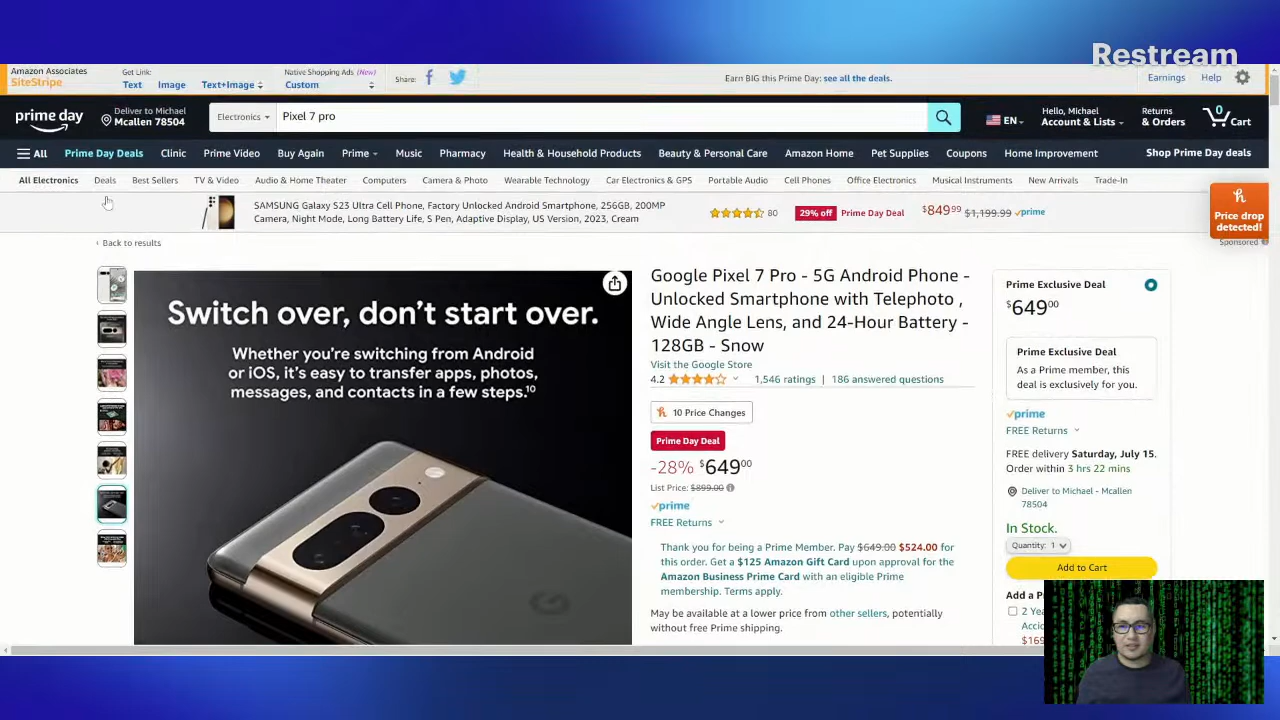 Restream
Amazon Associates
SiteStripe
Get Link:
Text Image Text+Image
Native Shopping Ads (New)
Custom
Share:
Earn BIG this Prime Day: see all the deals.
Earnings Help
prime day
Deliver to Michael
Mcallen 78504
Electronics
Pixel 7 pro
EN
Hello, Michael
Account & Lists
Returns
& Orders
0
Cart
All Prime Day Deals Clinic Prime Video Buy Again Prime Music Pharmacy Health & Household Products Beauty & Personal Care Amazon Home Pet Supplies Coupons Home Improvement Shop Prime Day deals
All Electronics Deals Best Sellers TV & Video Audio & Home Theater Computers Camera & Photo Wearable Technology Car Electronics & GPS Portable Audio Cell Phones Office Electronics Musical Instruments New Arrivals Trade-In
SAMSUNG Galaxy S23 Ultra Cell Phone, Factory Unlocked Android Smartphone, 256GB, 200MP
Camera, Night Mode, Long Battery Life, S Pen, Adaptive Display, US Version, 2023, Cream
80
29% off Prime Day Deal $849.99 $1,199.99 prime
Price drop
detected!
Sponsored
‹ Back to results
Switch over, don’t start over.
Whether you’re switching from Android
or iOS, it’s easy to transfer apps, photos,
messages, and contacts in a few steps.¹⁰
Google Pixel 7 Pro - 5G Android Phone -
Unlocked Smartphone with Telephoto ,
Wide Angle Lens, and 24-Hour Battery -
128GB - Snow
Visit the Google Store
4.2 1,546 ratings | 186 answered questions
10 Price Changes
Prime Day Deal
-28% $649.00
List Price: $899.00
prime
FREE Returns
Thank you for being a Prime Member. Pay $649.00 $524.00 for
this order. Get a $125 Amazon Gift Card upon approval for the
Amazon Business Prime Card with an eligible Prime
membership. Terms apply.
May be available at a lower price from other sellers, potentially
without free Prime shipping.
Prime Exclusive Deal
$649.00
Prime Exclusive Deal
As a Prime member, this
deal is exclusively for you.
prime
FREE Returns
FREE delivery Saturday, July 15.
Order within 3 hrs 22 mins
Deliver to Michael - Mcallen
78504
In Stock.
Quantity: 1
Add to Cart
Add a P
2 Yea
Accid
$169